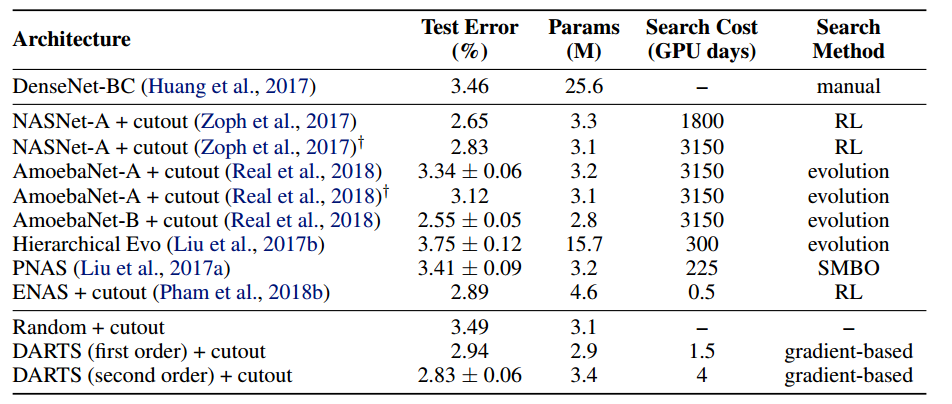 Architecture Test Error (%) Params (M) Search Cost (GPU days) Search Method
DenseNet-BC (Huang et al., 2017) 3.46 25.6 – manual
NASNet-A + cutout (Zoph et al., 2017) 2.65 3.3 1800 RL
NASNet-A + cutout (Zoph et al., 2017)† 2.83 3.1 3150 RL
AmoebaNet-A + cutout (Real et al., 2018) 3.34 ± 0.06 3.2 3150 evolution
AmoebaNet-A + cutout (Real et al., 2018)† 3.12 3.1 3150 evolution
AmoebaNet-B + cutout (Real et al., 2018) 2.55 ± 0.05 2.8 3150 evolution
Hierarchical Evo (Liu et al., 2017b) 3.75 ± 0.12 15.7 300 evolution
PNAS (Liu et al., 2017a) 3.41 ± 0.09 3.2 225 SMBO
ENAS + cutout (Pham et al., 2018b) 2.89 4.6 0.5 RL
Random + cutout 3.49 3.1 – –
DARTS (first order) + cutout 2.94 2.9 1.5 gradient-based
DARTS (second order) + cutout 2.83 ± 0.06 3.4 4 gradient-based